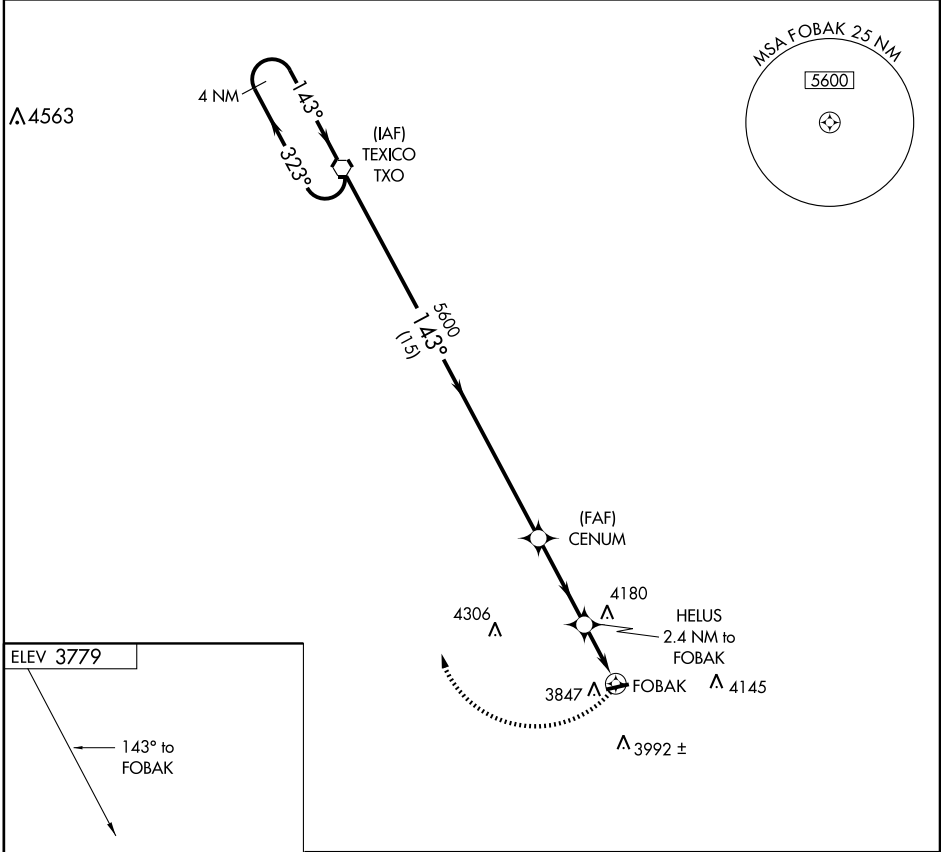 MSA FOBAK 25 NM
5600
4563
4 NM
143°
323°
(IAF)
TEXICO
TXO
5600
143°
(15)
(FAF)
CENUM
4180
4306
HELUS
2.4 NM to
FOBAK
3847
FOBAK
4145
3992 ±
ELEV 3779
143° to
FOBAK